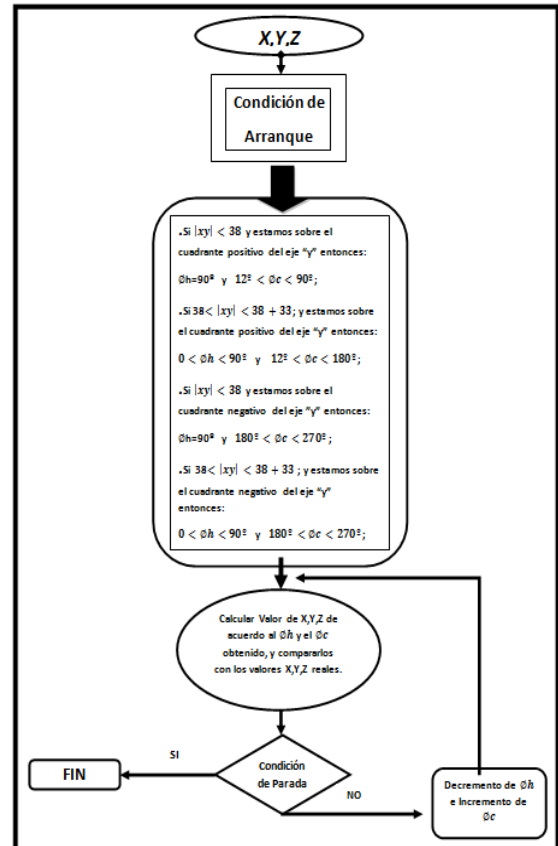 X,Y,Z
Condición de
Arranque
.Si |xy| < 38 y estamos sobre el
cuadrante positivo del eje "y" entonces:
Øh=90º y 12º < Øc < 90º;
.Si 38< |xy| < 38 + 33; y estamos sobre
el cuadrante positivo del eje "y" entonces:
0 < Øh < 90º y 12º < Øc < 180º;
.Si |xy| < 38 y estamos sobre el
cuadrante negativo del eje "y" entonces:
Øh=90º y 180º < Øc < 270º;
.Si 38< |xy| < 38 + 33 ; y estamos sobre
el cuadrante negativo del eje "y"
entonces:
0 < Øh < 90º y 180º < Øc < 270º;
Calcular Valor de X,Y,Z de
acuerdo al Øh y el Øc
obtenido, y compararlos
con los valores X,Y,Z reales.
Condición
de Parada
SI
FIN
NO
Decremento de Øh
e Incremento de
Øc